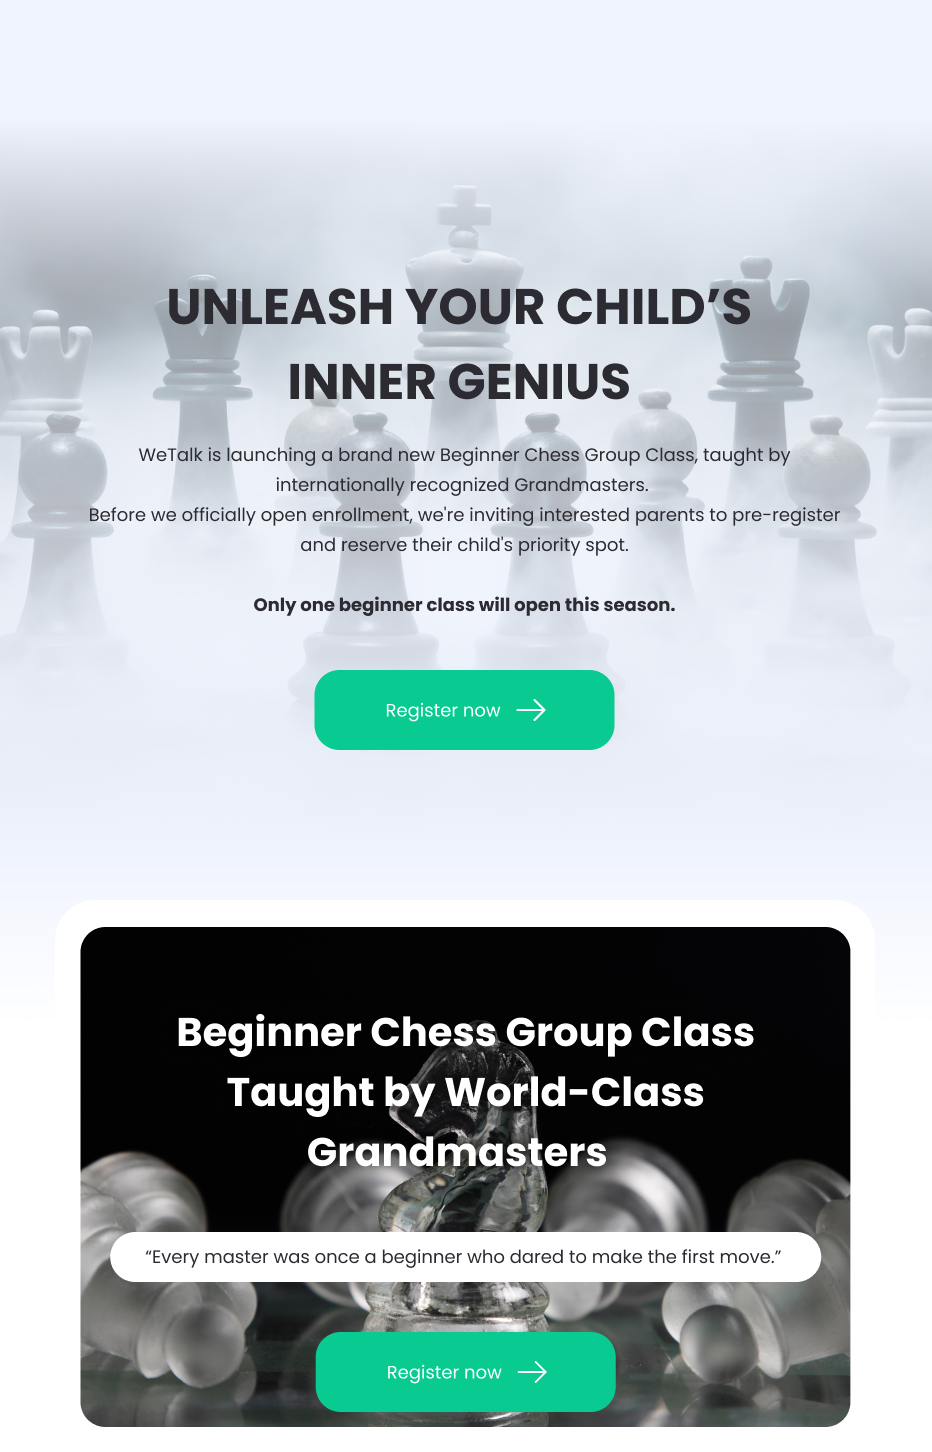 UNLEASH YOUR CHILD’S
INNER GENIUS
WeTalk is launching a brand new Beginner Chess Group Class, taught by
internationally recognized Grandmasters.
Before we officially open enrollment, we're inviting interested parents to pre-register
and reserve their child's priority spot.
Only one beginner class will open this season.
Register now
Beginner Chess Group Class
Taught by World-Class
Grandmasters
“Every master was once a beginner who dared to make the first move.”
Register now